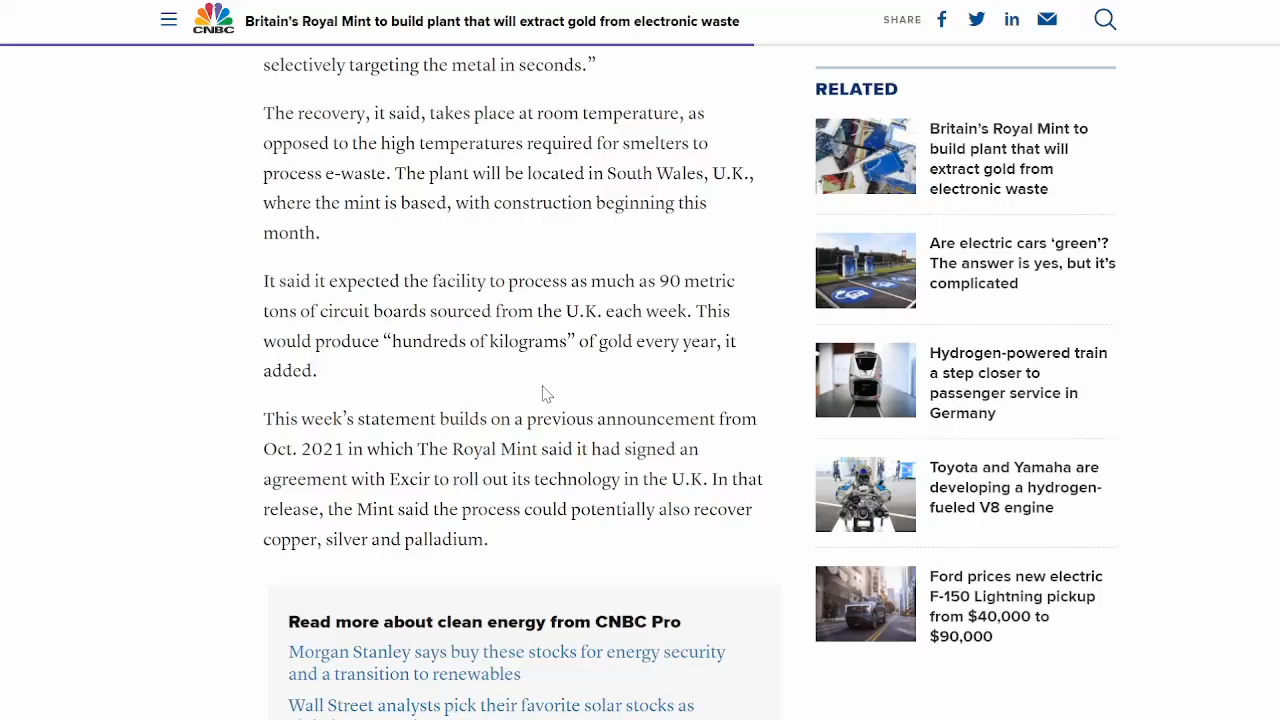 CNBC
Britain’s Royal Mint to build plant that will extract gold from electronic waste
SHARE
selectively targeting the metal in seconds.”
The recovery, it said, takes place at room temperature, as
opposed to the high temperatures required for smelters to
process e-waste. The plant will be located in South Wales, U.K.,
where the mint is based, with construction beginning this
month.
It said it expected the facility to process as much as 90 metric
tons of circuit boards sourced from the U.K. each week. This
would produce “hundreds of kilograms” of gold every year, it
added.
This week’s statement builds on a previous announcement from
Oct. 2021 in which The Royal Mint said it had signed an
agreement with Excir to roll out its technology in the U.K. In that
release, the Mint said the process could potentially also recover
copper, silver and palladium.
Read more about clean energy from CNBC Pro
Morgan Stanley says buy these stocks for energy security
and a transition to renewables
Wall Street analysts pick their favorite solar stocks as
RELATED
Britain’s Royal Mint to
build plant that will
extract gold from
electronic waste
Are electric cars ‘green’?
The answer is yes, but it’s
complicated
Hydrogen-powered train
a step closer to
passenger service in
Germany
Toyota and Yamaha are
developing a hydrogen-
fueled V8 engine
Ford prices new electric
F-150 Lightning pickup
from $40,000 to
$90,000